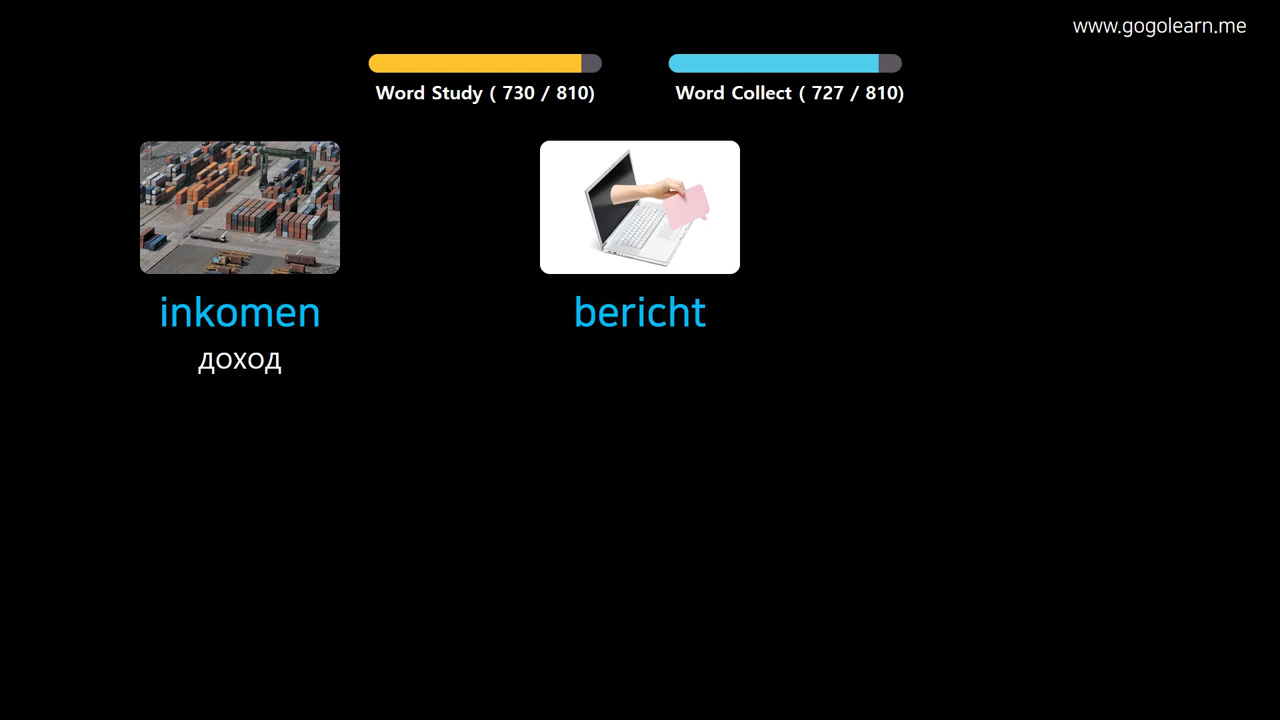 www.gogolearn.me
Word Study ( 730 / 810)
Word Collect ( 727 / 810)
inkomen
bericht
доход